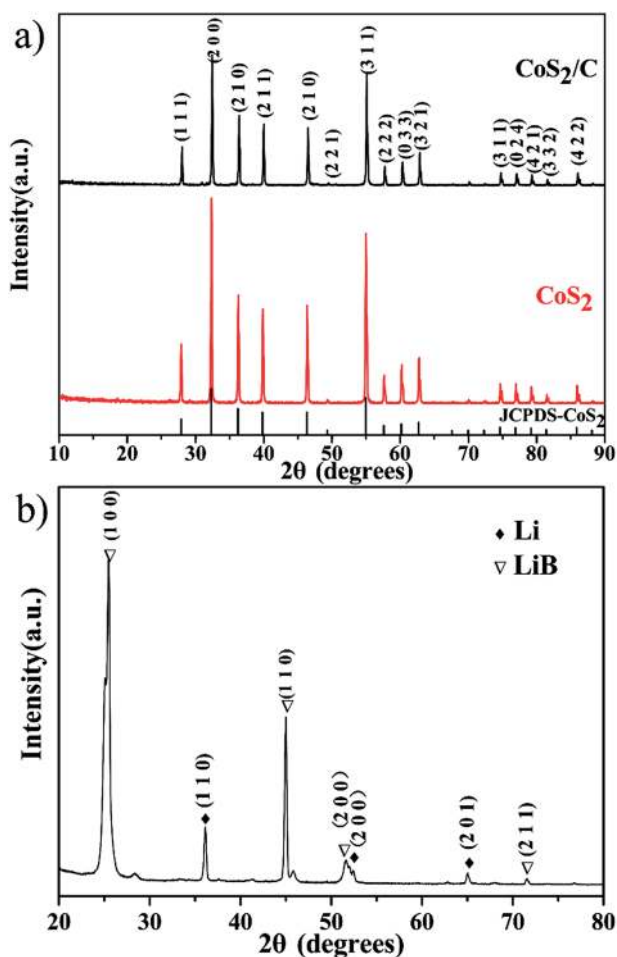 a)
CoS2/C
(1 1 1)
(2 0 0)
(2 1 0)
(2 1 1)
(2 1 0)
(2 2 1)
(3 1 1)
(2 2 2)
(0 3 3)
(3 2 1)
(3 1 1)
(0 2 4)
(4 2 1)
(3 3 2)
(4 2 2)
Intensity(a.u.)
CoS2
JCPDS-CoS2
10 20 30 40 50 60 70 80 90
2θ (degrees)
b)
(1 0 0)
Li
LiB
(1 1 0)
(1 1 0)
(2 0 0)
(2 0 0)
(2 0 1)
(2 1 1)
Intensity(a.u.)
20 30 40 50 60 70 80
2θ (degrees)